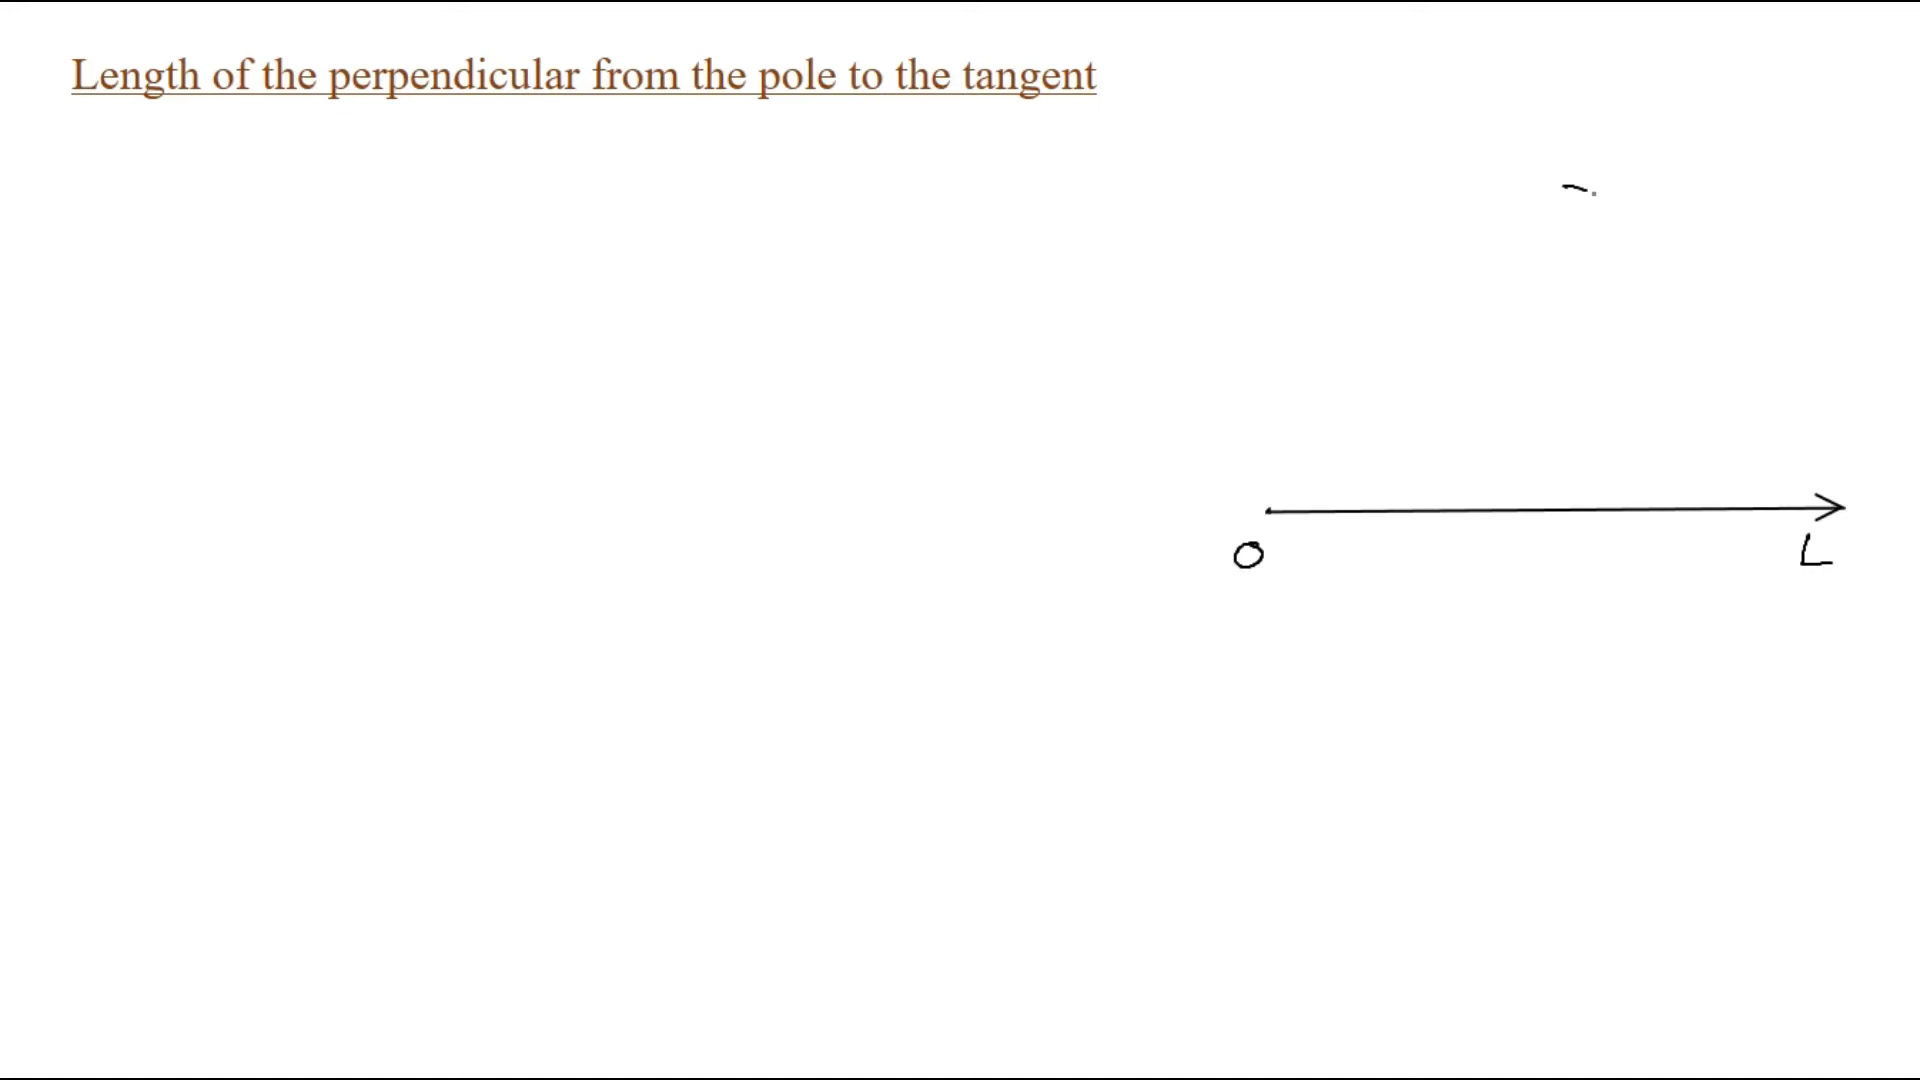 Length of the perpendicular from the pole to the tangent
O
L